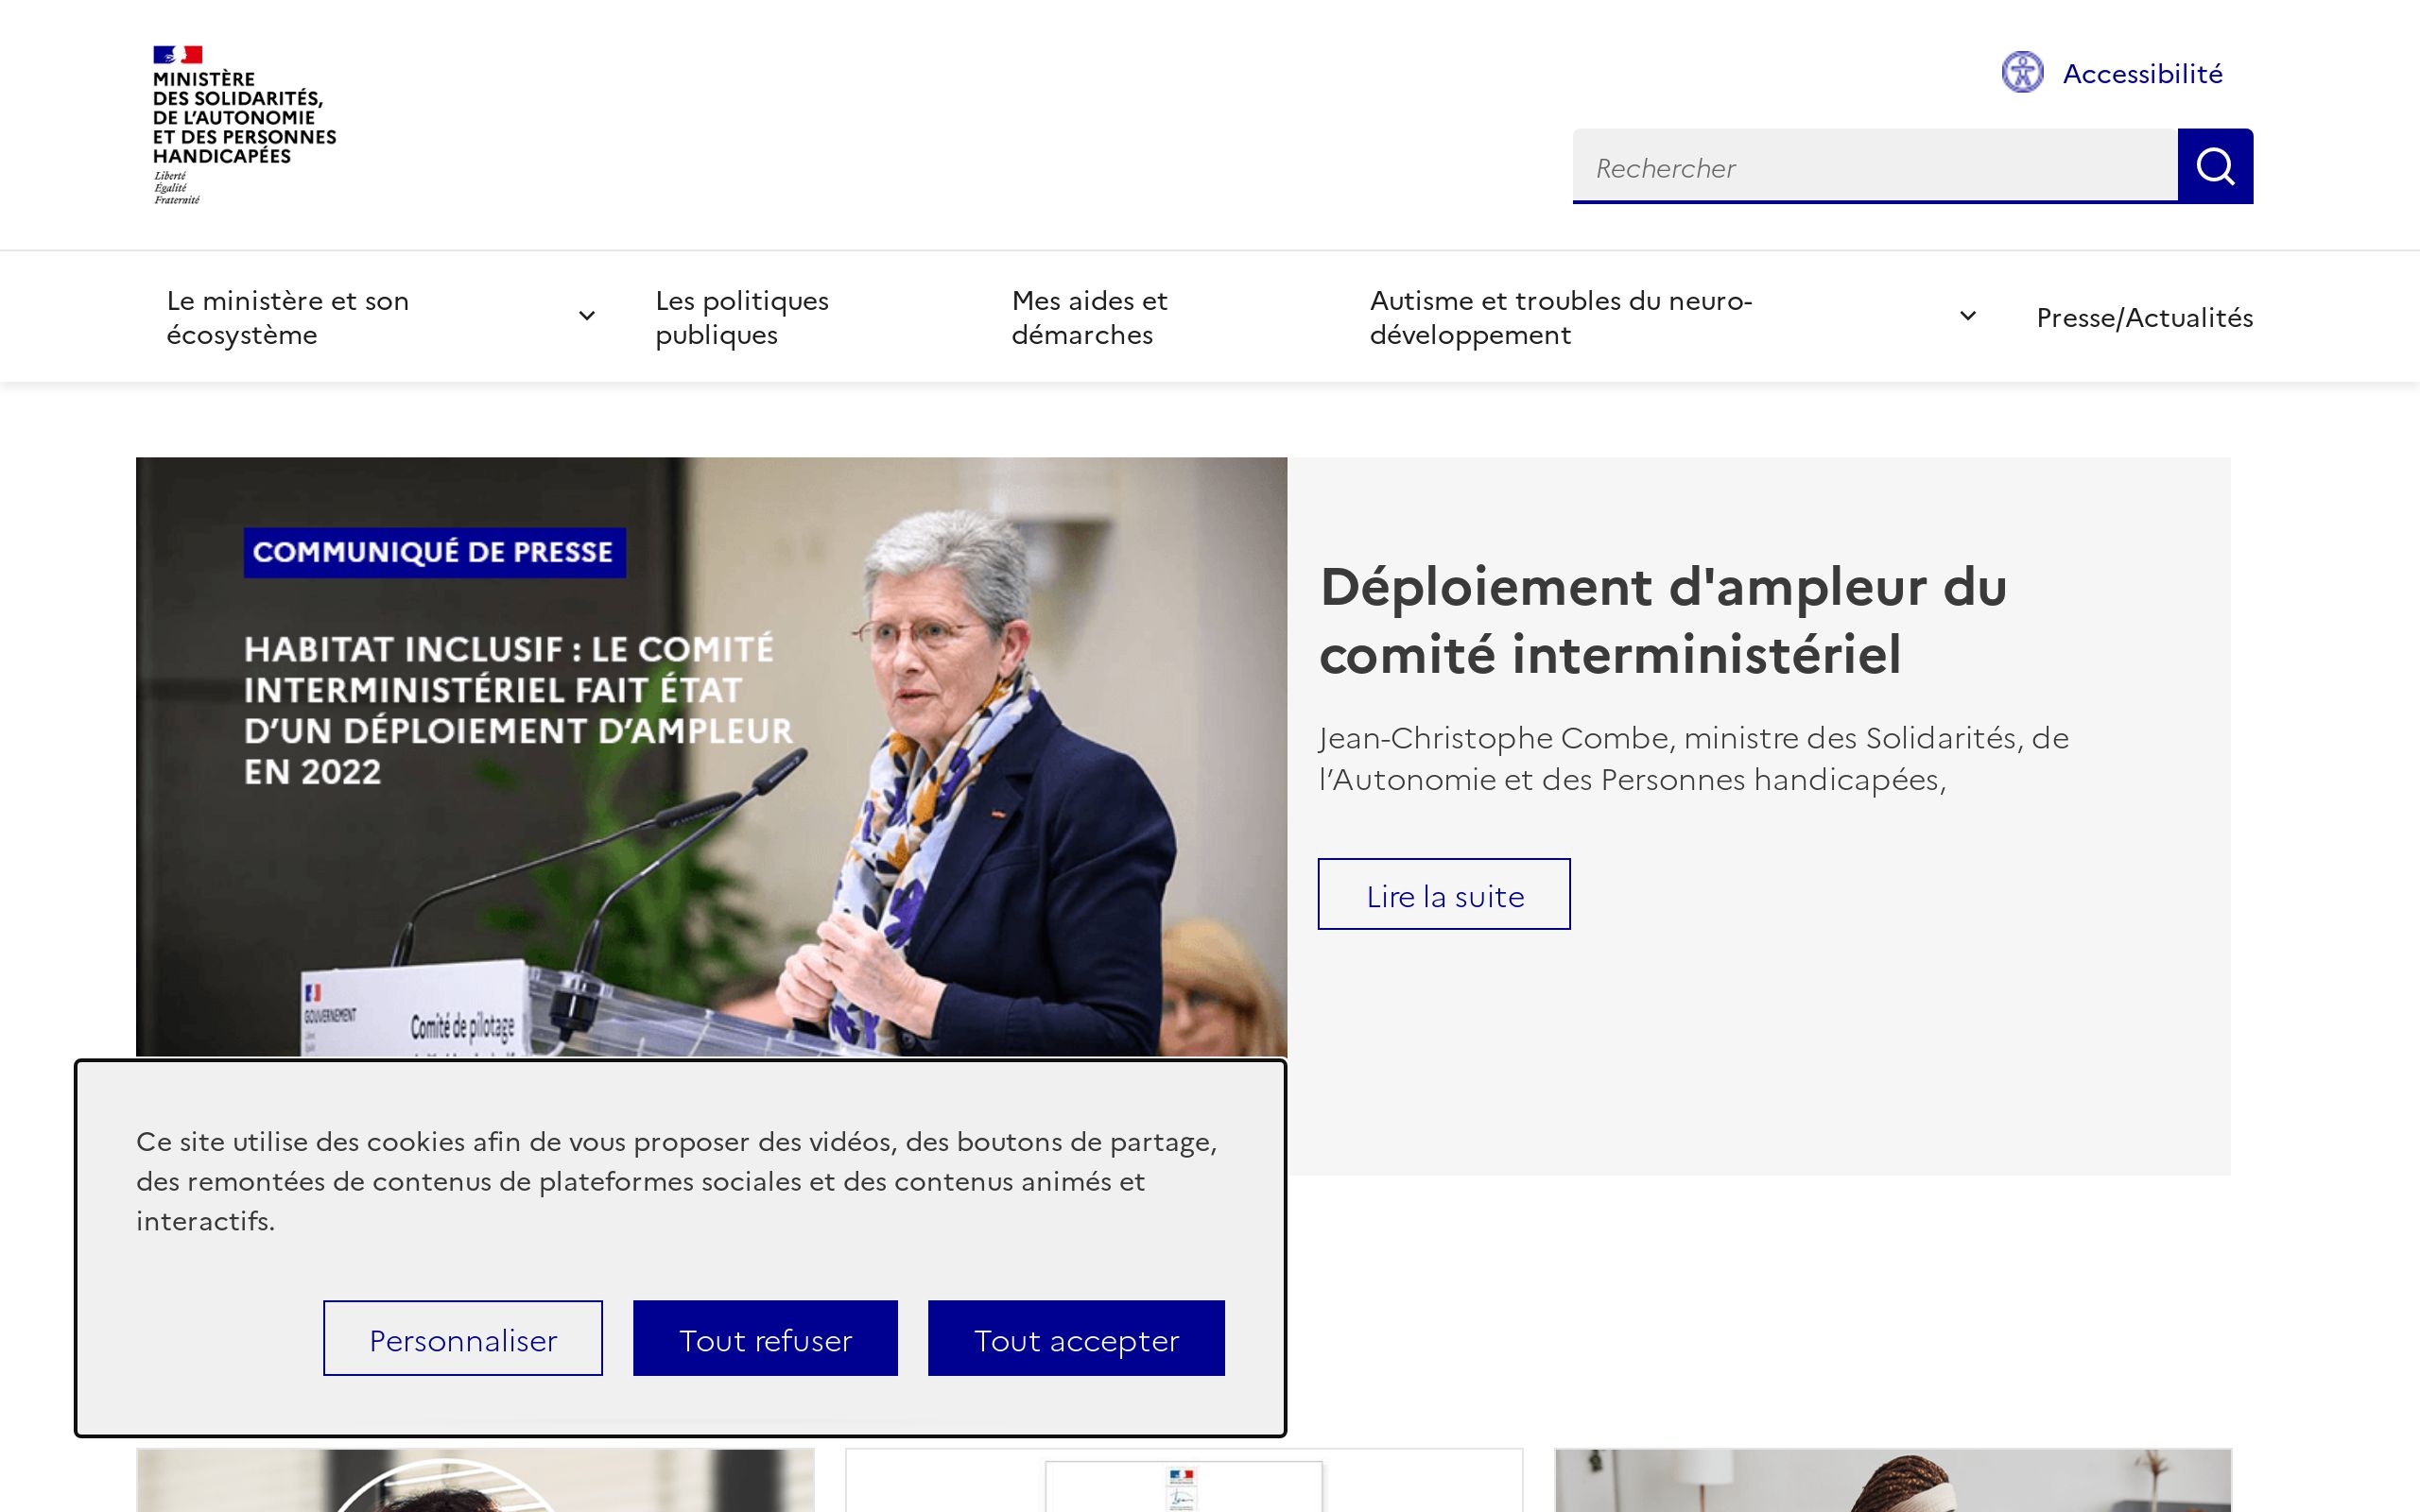 MINISTÈRE
DES SOLIDARITÉS,
DE L'AUTONOMIE
ET DES PERSONNES
HANDICAPÉES
Liberté
Égalité
Fraternité
Accessibilité
Rechercher
Le ministère et son
écosystème
Les politiques
publiques
Mes aides et
démarches
Autisme et troubles du neuro-
développement
Presse/Actualités
COMMUNIQUÉ DE PRESSE
HABITAT INCLUSIF : LE COMITÉ
INTERMINISTÉRIEL FAIT ÉTAT
D’UN DÉPLOIEMENT D’AMPLEUR
EN 2022
GOUVERNEMENT
Comité de pilotage
Déploiement d'ampleur du
comité interministériel
Jean-Christophe Combe, ministre des Solidarités, de
l’Autonomie et des Personnes handicapées,
Lire la suite
Ce site utilise des cookies afin de vous proposer des vidéos, des boutons de partage,
des remontées de contenus de plateformes sociales et des contenus animés et
interactifs.
Personnaliser
Tout refuser
Tout accepter